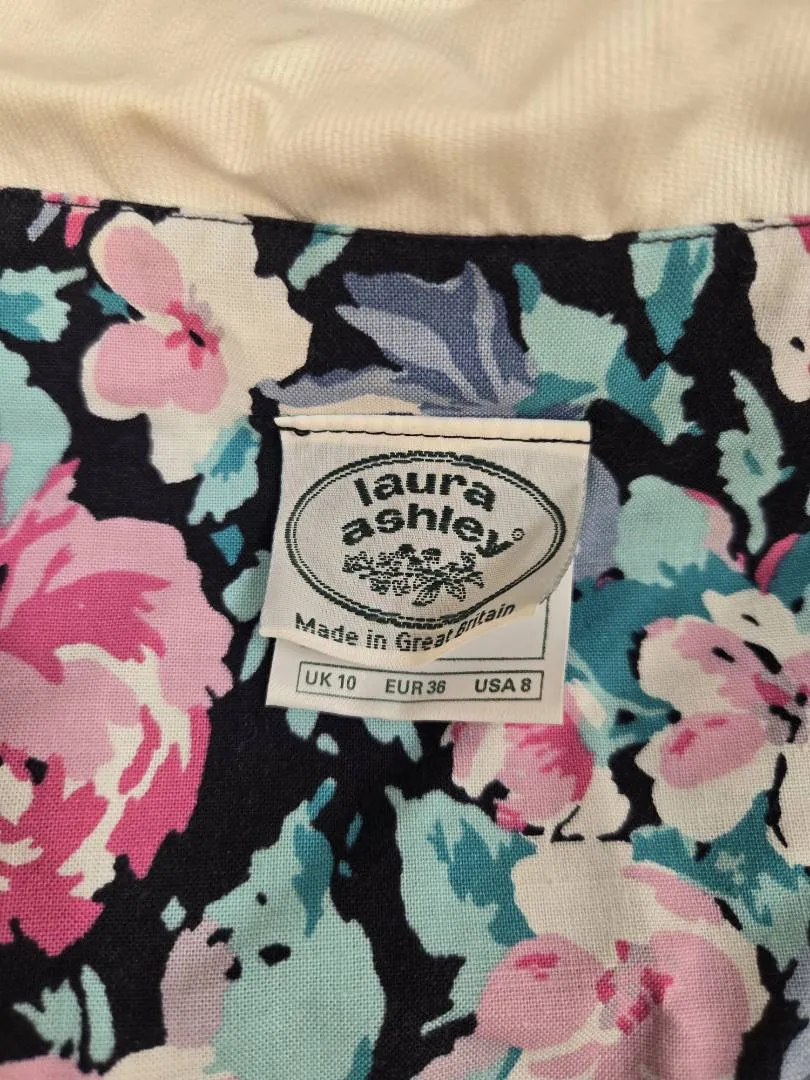 laura
ashley
Made in Great Britain
UK 10 EUR 36 USA 8